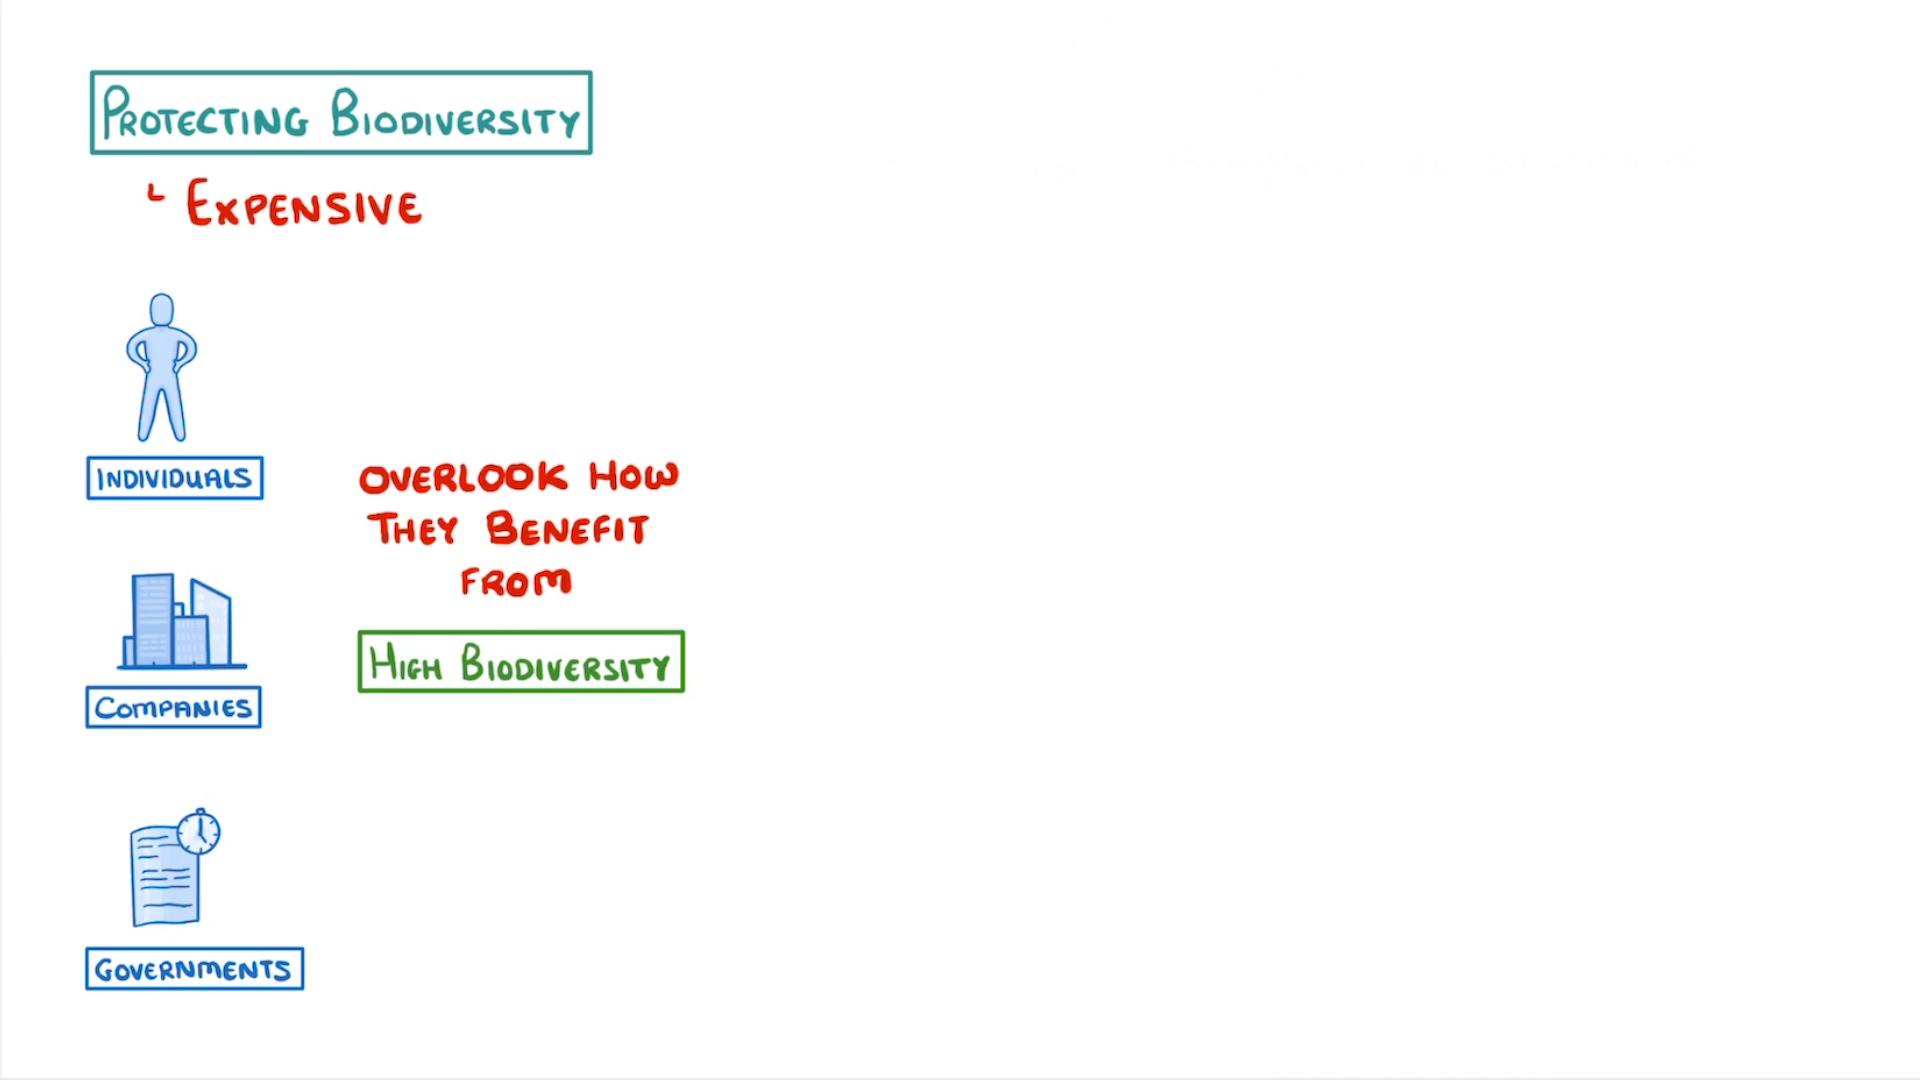 PROTECTING BIODIVERSITY
EXPENSIVE
INDIVIDUALS
OVERLOOK HOW
THEY BENEFIT
FROM
HIGH BIODIVERSITY
COMPANIES
GOVERNMENTS